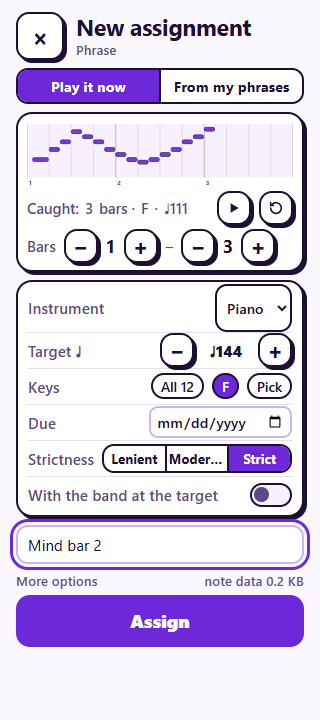 ×
New assignment
Phrase
Play it now
From my phrases
1 2 3
Caught: 3 bars · F · ♩111
Bars − 1 + – − 3 +
Instrument Piano
Target ♩ − ♩144 +
Keys All 12 F Pick
Due mm/dd/yyyy
Strictness Lenient Moder... Strict
With the band at the target
Mind bar 2
More options note data 0.2 KB
Assign